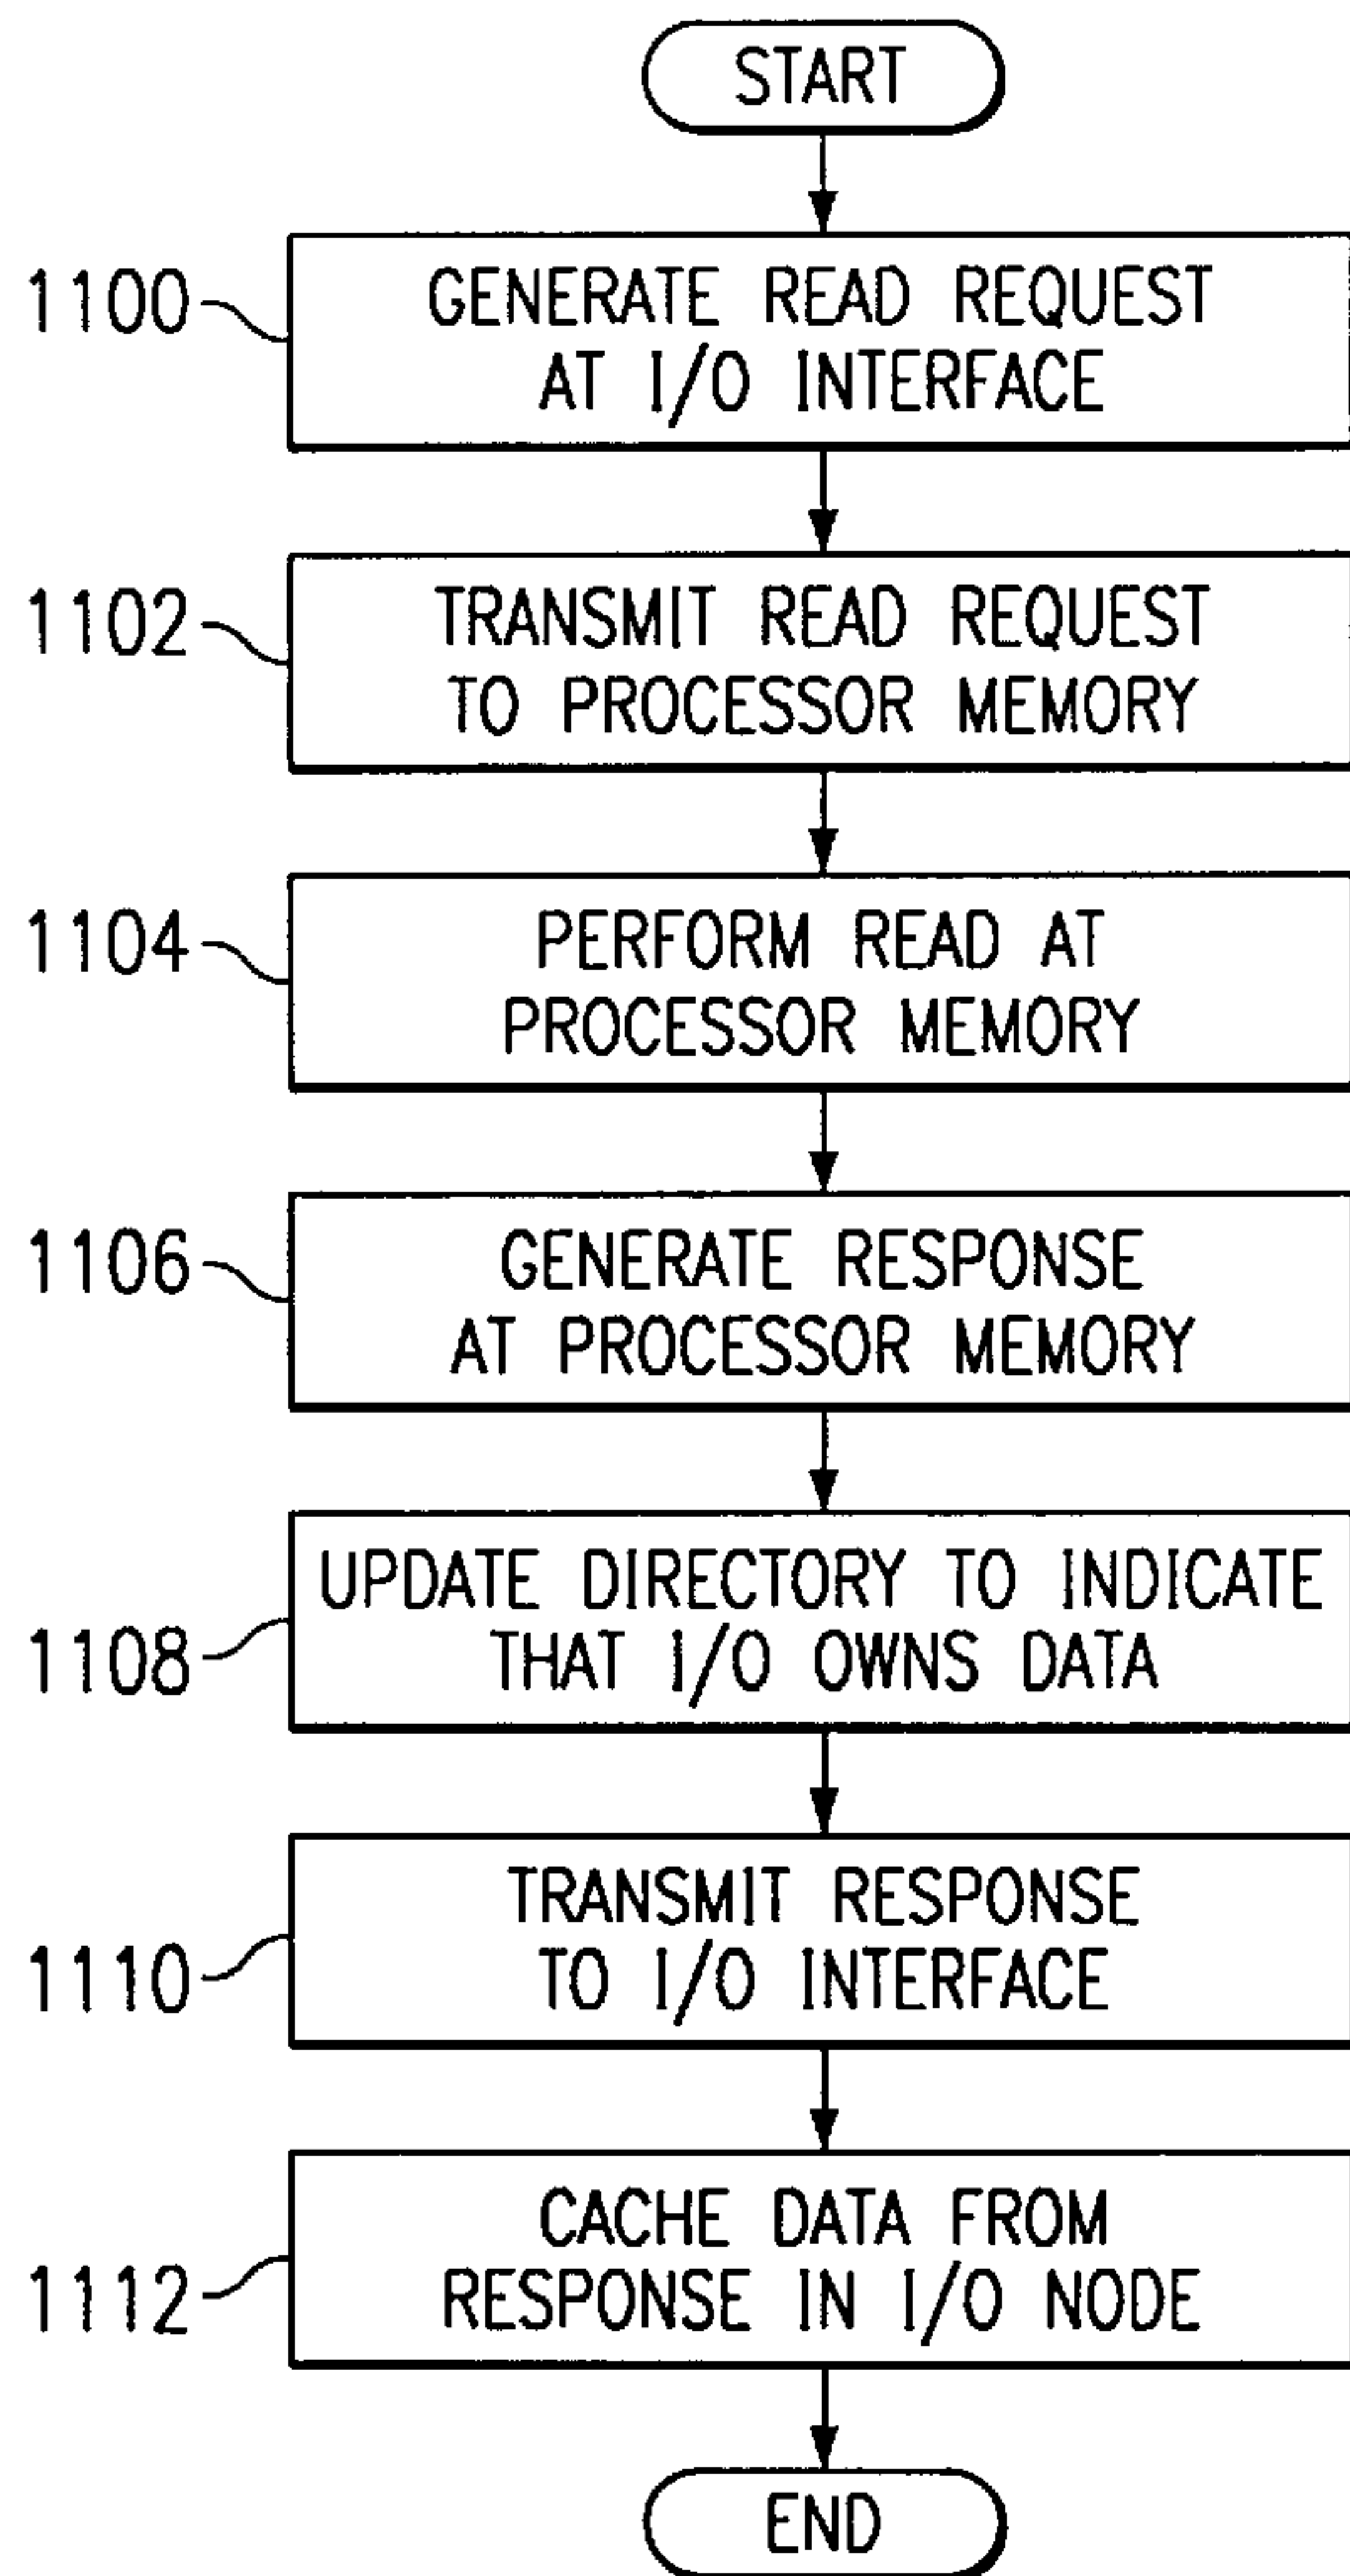 START
1100
GENERATE READ REQUEST
AT I/O INTERFACE
1102
TRANSMIT READ REQUEST
TO PROCESSOR MEMORY
1104
PERFORM READ AT
PROCESSOR MEMORY
1106
GENERATE RESPONSE
AT PROCESSOR MEMORY
1108
UPDATE DIRECTORY TO INDICATE
THAT I/O OWNS DATA
1110
TRANSMIT RESPONSE
TO I/O INTERFACE
1112
CACHE DATA FROM
RESPONSE IN I/O NODE
END